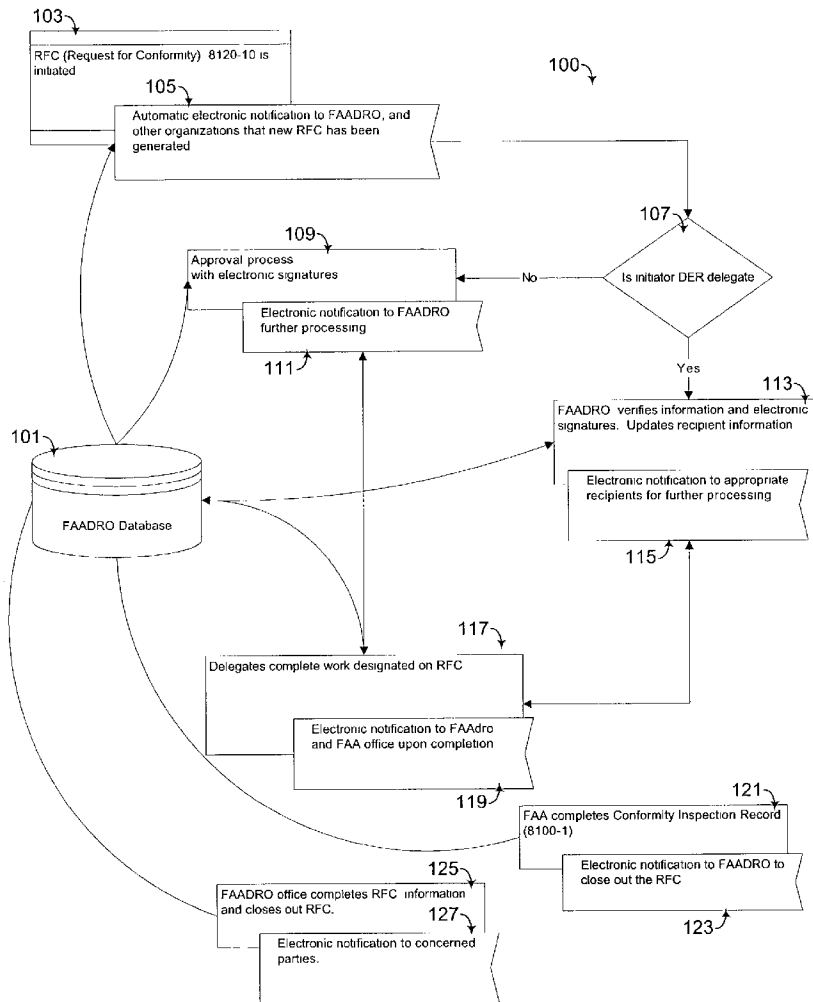 103
RFC (Request for Conformity) 8120-10 is
initiated
105
Automatic electronic notification to FAADRO, and
other organizations that new RFC has been
generated
100
107
Is initiator DER delegate
No
Yes
109
Approval process
with electronic signatures
Electronic notification to FAADRO
further processing
111
113
FAADRO verifies information and electronic
signatures. Updates recipient information
Electronic notification to appropriate
recipients for further processing
115
101
FAADRO Database
117
Delegates complete work designated on RFC
Electronic notification to FAAdro
and FAA office upon completion
119
121
FAA completes Conformity Inspection Record
(8100-1)
Electronic notification to FAADRO to
close out the RFC
123
125
FAADRO office completes RFC information
and closes out RFC.
127
Electronic notification to concerned
parties.